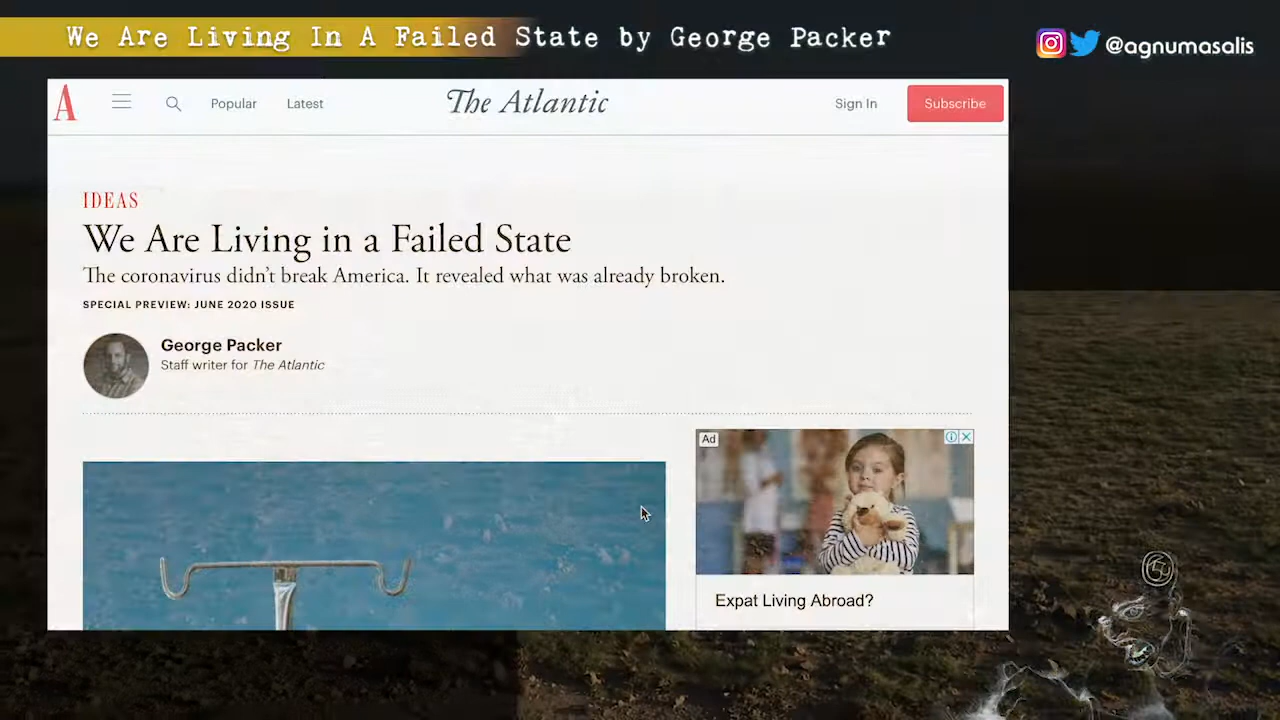 We Are Living In A Failed State by George Packer
@agnumasalis
A
Popular
Latest
The Atlantic
Sign In
Subscribe
IDEAS
We Are Living in a Failed State
The coronavirus didn't break America. It revealed what was already broken.
SPECIAL PREVIEW: JUNE 2020 ISSUE
George Packer
Staff writer for The Atlantic
Ad
Expat Living Abroad?